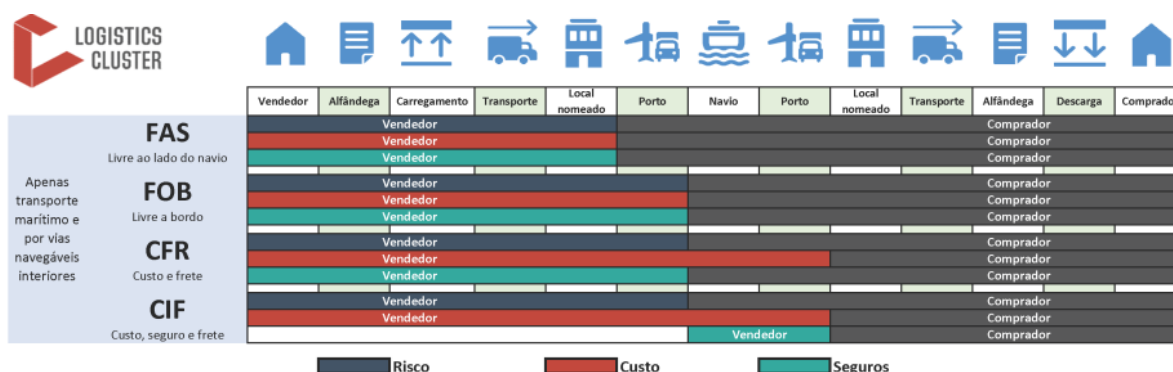 LOGISTICS
CLUSTER
Vendedor Alfândega Carregamento Transporte Local nomeado Porto Navio Porto Local nomeado Transporte Alfândega Descarga Comprado
Apenas
transporte
marítimo e
por vias
navegáveis
interiores
FAS
Livre ao lado do navio
Vendedor Comprador
Vendedor Comprador
Vendedor Comprador
FOB
Livre a bordo
Vendedor Comprador
Vendedor Comprador
Vendedor Comprador
CFR
Custo e frete
Vendedor Comprador
Vendedor Comprador
Vendedor Comprador
CIF
Custo, seguro e frete
Vendedor Comprador
Vendedor Comprador
Vendedor Comprador
Risco Custo Seguros